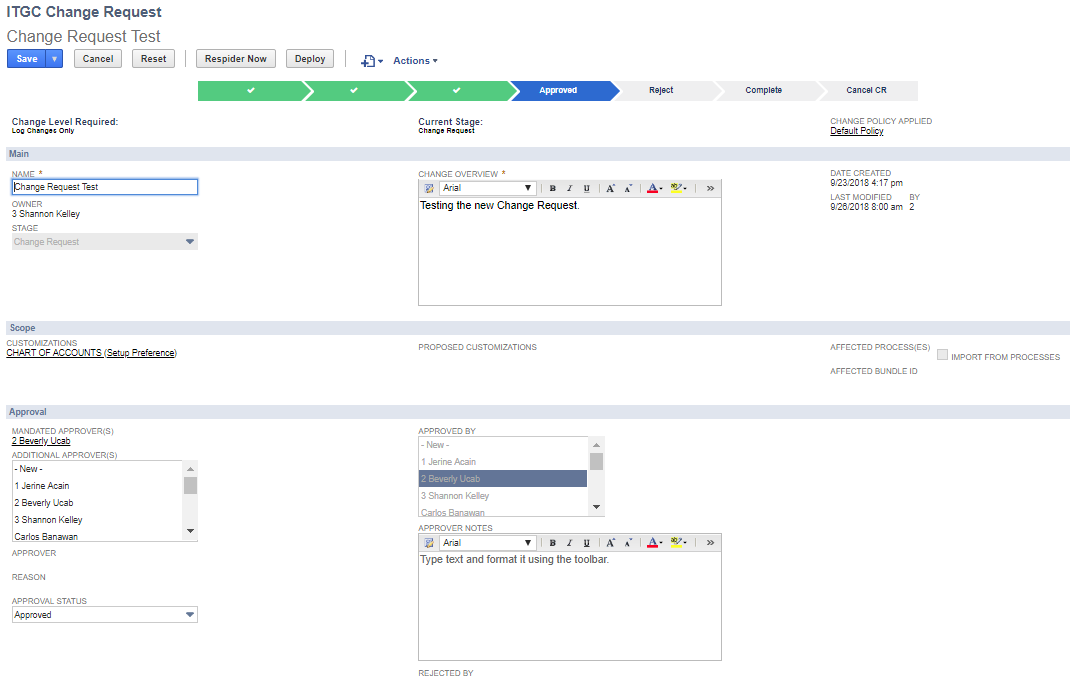 ITGC Change Request
Change Request Test
Save Cancel Reset Respider Now Deploy Actions
Approved Reject Complete Cancel CR
Change Level Required:
Log Changes Only
Current Stage:
Change Request
CHANGE POLICY APPLIED
Default Policy
Main
NAME *
Change Request Test
OWNER
3 Shannon Kelley
STAGE
Change Request
CHANGE OVERVIEW *
Arial B I U A A A ab
Testing the new Change Request.
DATE CREATED
9/23/2018 4:17 pm
LAST MODIFIED BY
9/26/2018 8:00 am 2
Scope
CUSTOMIZATIONS
CHART OF ACCOUNTS (Setup Preference)
PROPOSED CUSTOMIZATIONS
AFFECTED PROCESS(ES)
IMPORT FROM PROCESSES
AFFECTED BUNDLE ID
Approval
MANDATED APPROVER(S)
2 Beverly Ucab
ADDITIONAL APPROVER(S)
- New -
1 Jerine Acain
2 Beverly Ucab
3 Shannon Kelley
Carlos Banawan
APPROVER
REASON
APPROVAL STATUS
Approved
APPROVED BY
- New -
1 Jerine Acain
2 Beverly Ucab
3 Shannon Kelley
Carlos Banawan
APPROVER NOTES
Arial B I U A A A ab
Type text and format it using the toolbar.
REJECTED BY